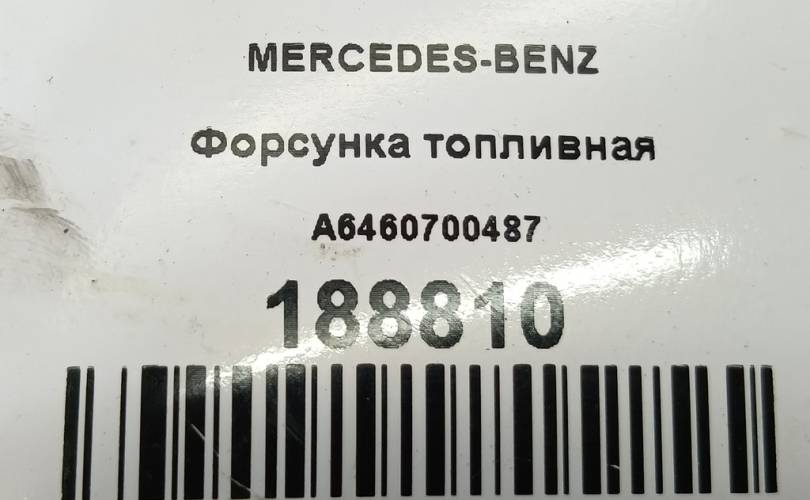 MERCEDES-BENZ
Форсунка топливная
A6460700487
188810